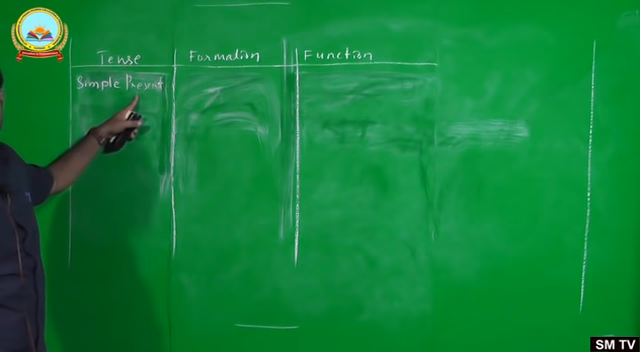 Tense Formation Function
Simple Present
SM TV